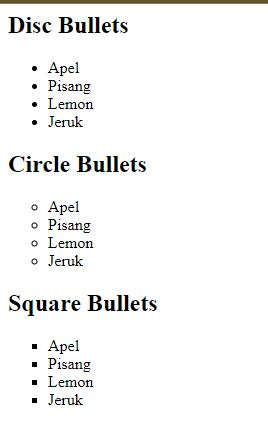 Disc Bullets
Apel
Pisang
Lemon
Jeruk
Circle Bullets
Apel
Pisang
Lemon
Jeruk
Square Bullets
Apel
Pisang
Lemon
Jeruk